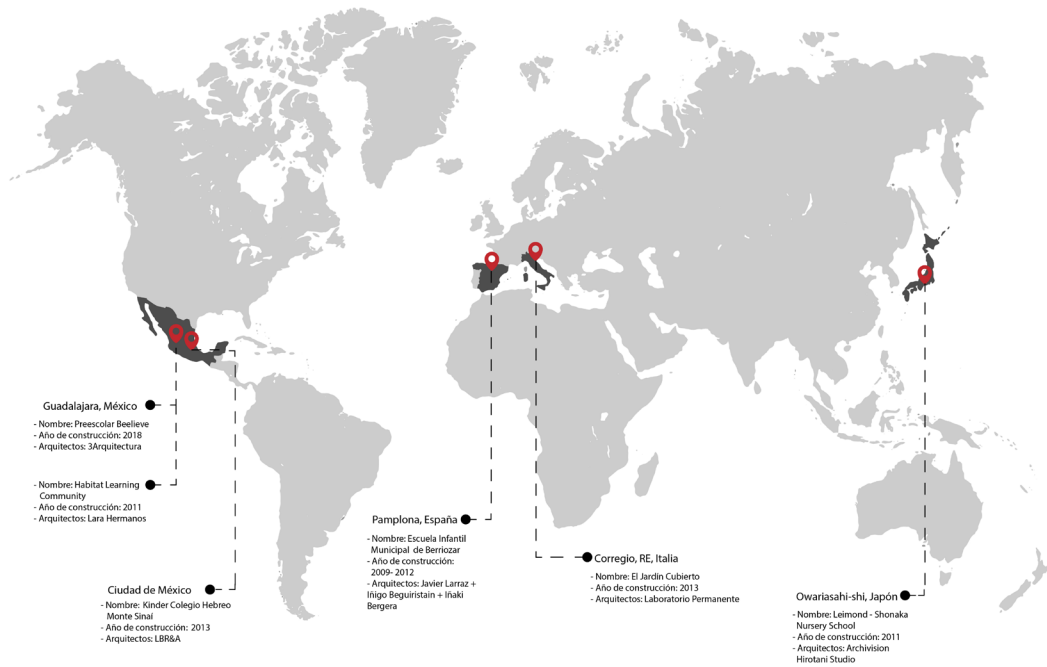 Guadalajara, México
- Nombre: Preescolar Beelieve
- Año de construcción: 2018
- Arquitectos: 3Arquitectura
- Nombre: Habitat Learning
Community
- Año de construcción: 2011
- Arquitectos: Lara Hermanos
Ciudad de México
- Nombre: Kinder Colegio Hebreo
Monte Sinaí
- Año de construcción: 2013
- Arquitectos: LBR&A
Pamplona, España
- Nombre: Escuela Infantil
Municipal de Berriozar
- Año de construcción:
2009- 2012
- Arquitectos: Javier Larraz +
Iñigo Beguiristain + Iñaki
Bergera
Corregio, RE, Italia
- Nombre: El Jardín Cubierto
- Año de construcción: 2013
- Arquitectos: Laboratorio Permanente
Owariasahi-shi, Japón
- Nombre: Leimond - Shonaka
Nursery School
- Año de construcción: 2011
- Arquitectos: Archivision
Hirotani Studio